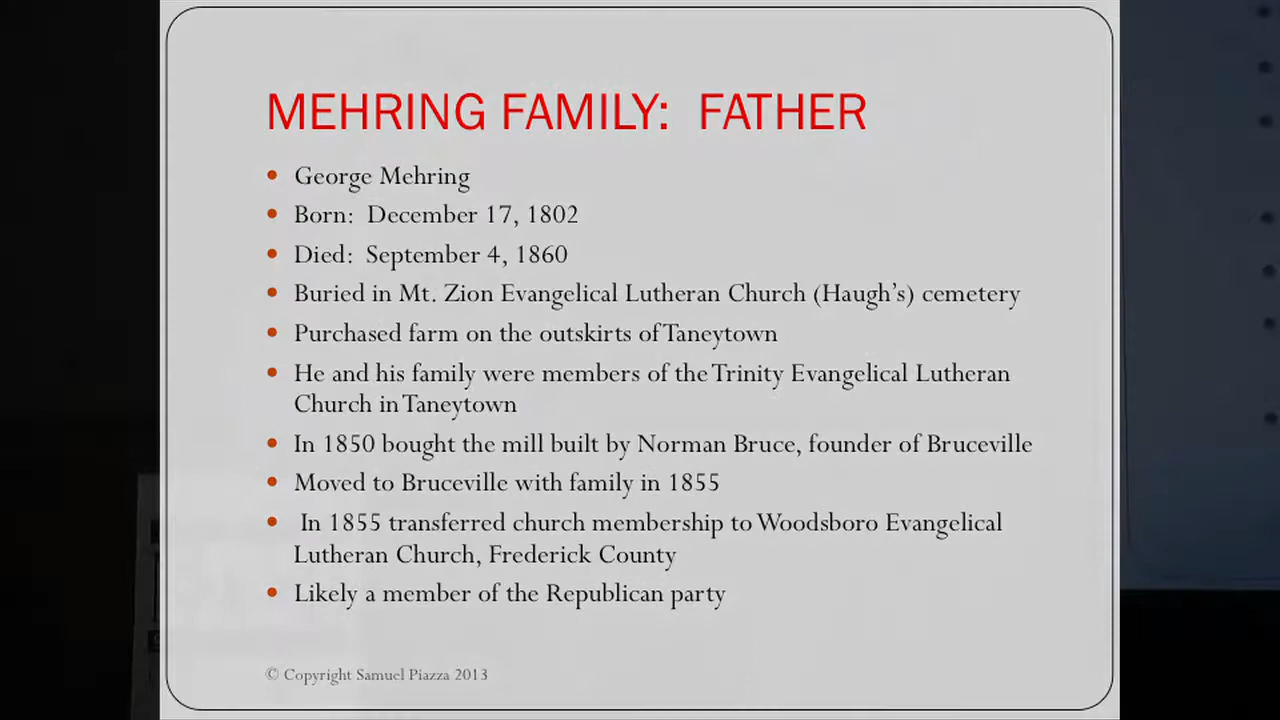 MEHRING FAMILY: FATHER
• George Mehring
• Born: December 17, 1802
• Died: September 4, 1860
• Buried in Mt. Zion Evangelical Lutheran Church (Haugh's) cemetery
• Purchased farm on the outskirts of Taneytown
• He and his family were members of the Trinity Evangelical Lutheran
Church in Taneytown
• In 1850 bought the mill built by Norman Bruce, founder of Bruceville
• Moved to Bruceville with family in 1855
• In 1855 transferred church membership to Woodsboro Evangelical
Lutheran Church, Frederick County
• Likely a member of the Republican party
© Copyright Samuel Piazza 2013